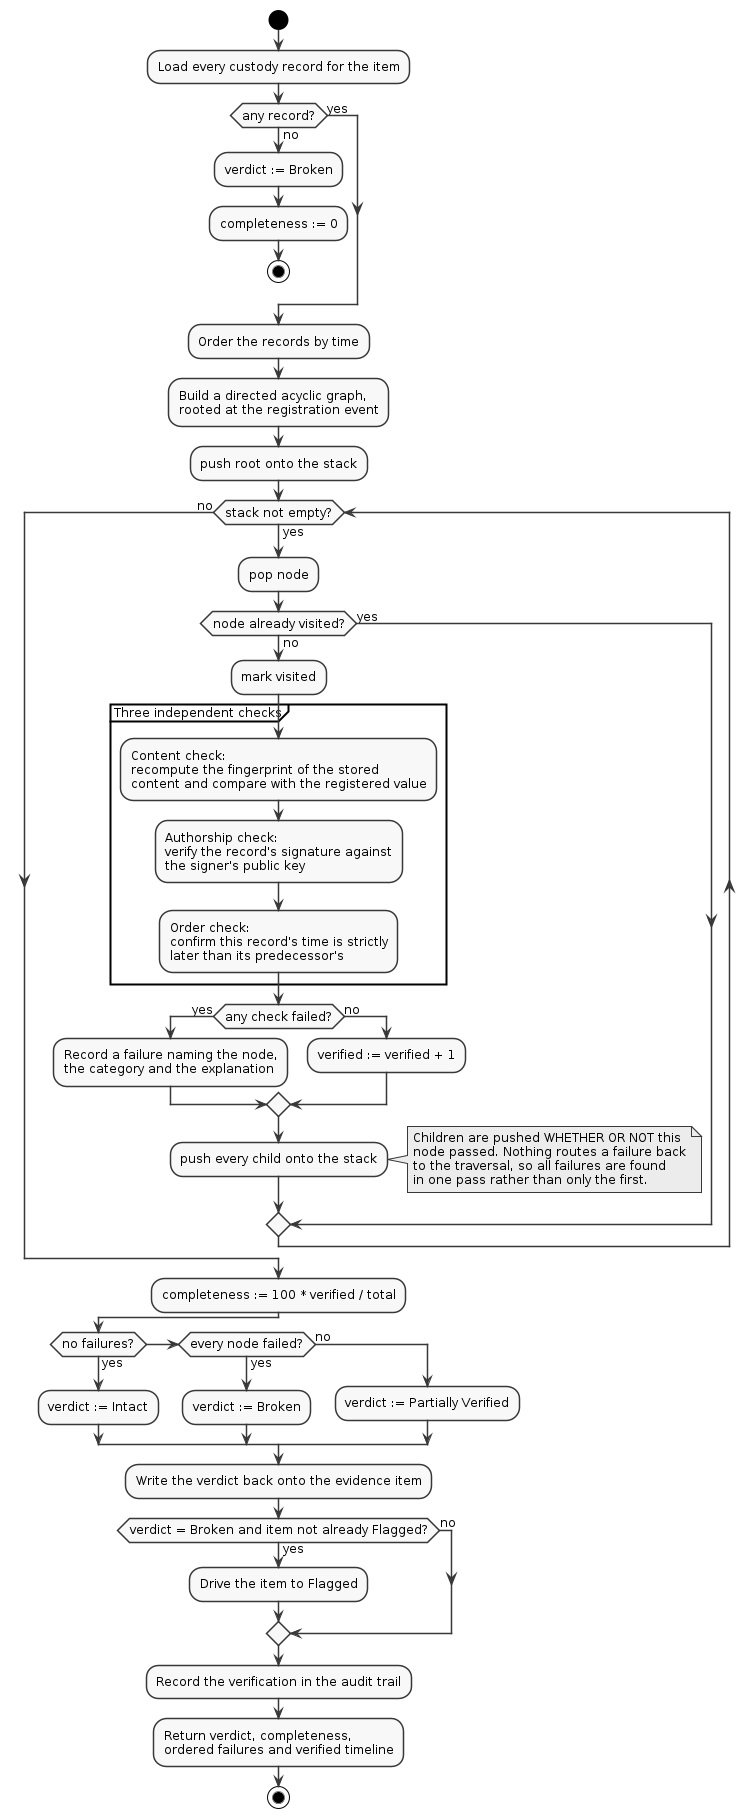 Load every custody record for the item
any record?
yes
no
verdict := Broken
completeness := 0
Order the records by time
Build a directed acyclic graph,
rooted at the registration event
push root onto the stack
no
stack not empty?
yes
pop node
node already visited?
yes
no
mark visited
Three independent checks
Content check:
recompute the fingerprint of the stored
content and compare with the registered value
Authorship check:
verify the record's signature against
the signer's public key
Order check:
confirm this record's time is strictly
later than its predecessor's
yes
any check failed?
no
Record a failure naming the node,
the category and the explanation
verified := verified + 1
push every child onto the stack
Children are pushed WHETHER OR NOT this
node passed. Nothing routes a failure back
to the traversal, so all failures are found
in one pass rather than only the first.
completeness := 100 * verified / total
no failures?
yes
every node failed?
yes
no
verdict := Intact
verdict := Broken
verdict := Partially Verified
Write the verdict back onto the evidence item
verdict = Broken and item not already Flagged?
no
yes
Drive the item to Flagged
Record the verification in the audit trail
Return verdict, completeness,
ordered failures and verified timeline